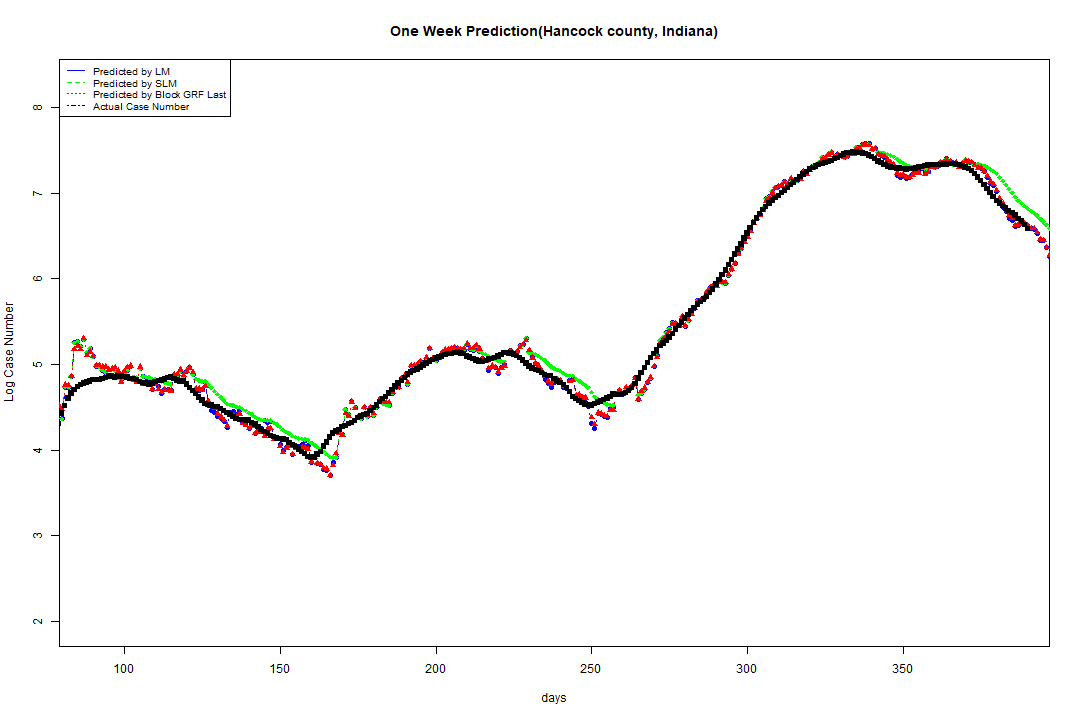 One Week Prediction(Hancock county, Indiana)
Predicted by LM
Predicted by SLM
Predicted by Block GRF Last
Actual Case Number
8
7
6
5
4
3
2
Log Case Number
100 150 200 250 300 350
days